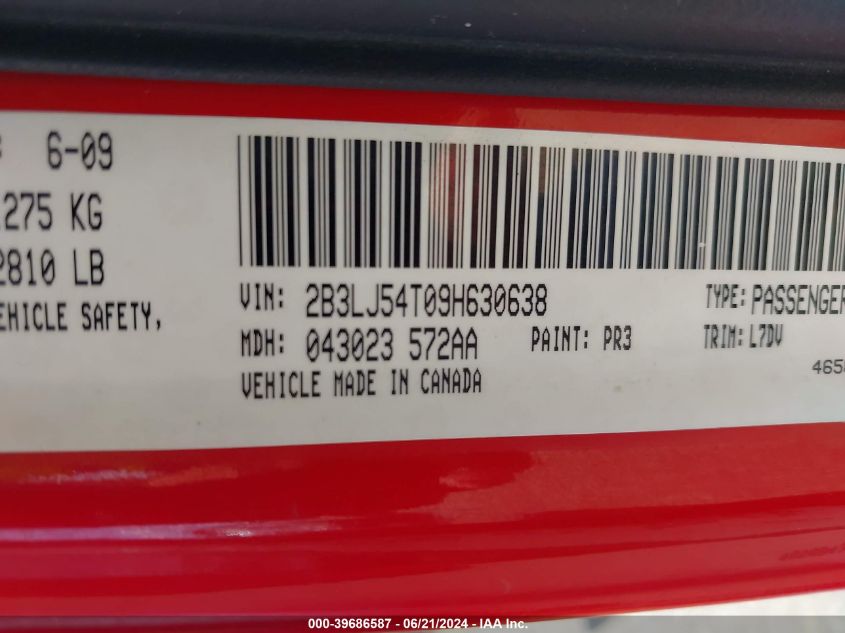 : 6-09
275 KG
2810 LB
EHICLE SAFETY,
VIN: 2B3LJ54T09H630638
TYPE: PASSENGER
MDH: 043023 572AA
PAINT: PR3
TRIM: L7DV
VEHICLE MADE IN CANADA
465
000-39686587 - 06/21/2024 - IAA Inc.